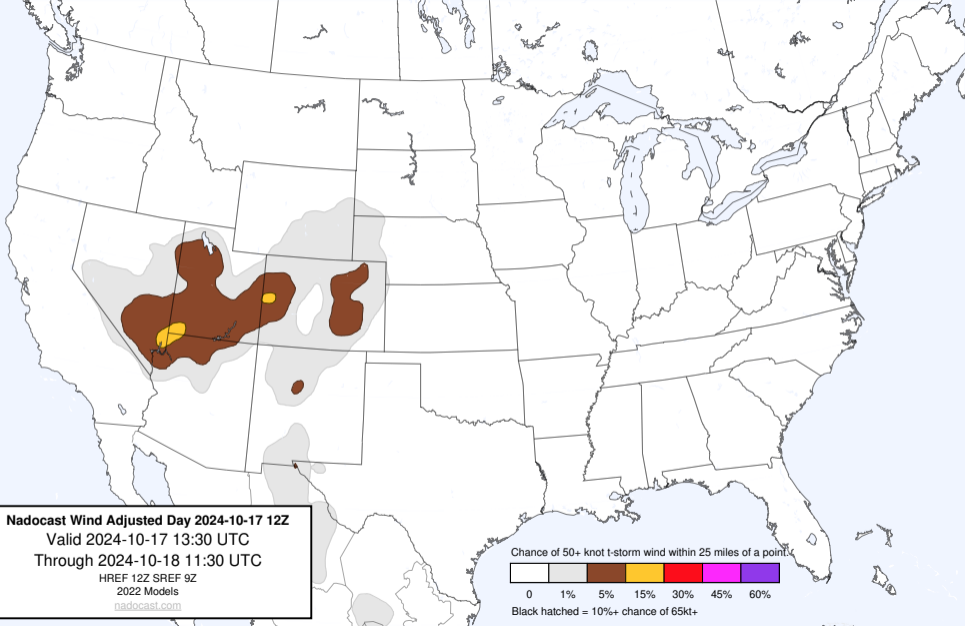 Nadocast Wind Adjusted Day 2024-10-17 12Z
Valid 2024-10-17 13:30 UTC
Through 2024-10-18 11:30 UTC
HREF 12Z SREF 9Z
2022 Models
nadocast.com
Chance of 50+ knot t-storm wind within 25 miles of a point.
0 1% 5% 15% 30% 45% 60%
Black hatched = 10%+ chance of 65kt+